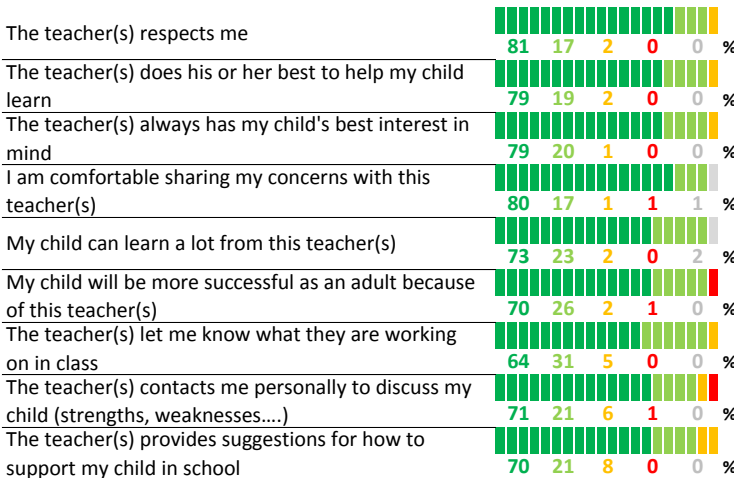 The teacher(s) respects me
81 17 2 0 0 %
The teacher(s) does his or her best to help my child
learn
79 19 2 0 0 %
The teacher(s) always has my child's best interest in
mind
79 20 1 0 0 %
I am comfortable sharing my concerns with this
teacher(s)
80 17 1 1 1 %
My child can learn a lot from this teacher(s)
73 23 2 0 2 %
My child will be more successful as an adult because
of this teacher(s)
70 26 2 1 0 %
The teacher(s) let me know what they are working
on in class
64 31 5 0 0 %
The teacher(s) contacts me personally to discuss my
child (strengths, weaknesses....)
71 21 6 1 0 %
The teacher(s) provides suggestions for how to
support my child in school
70 21 8 0 0 %